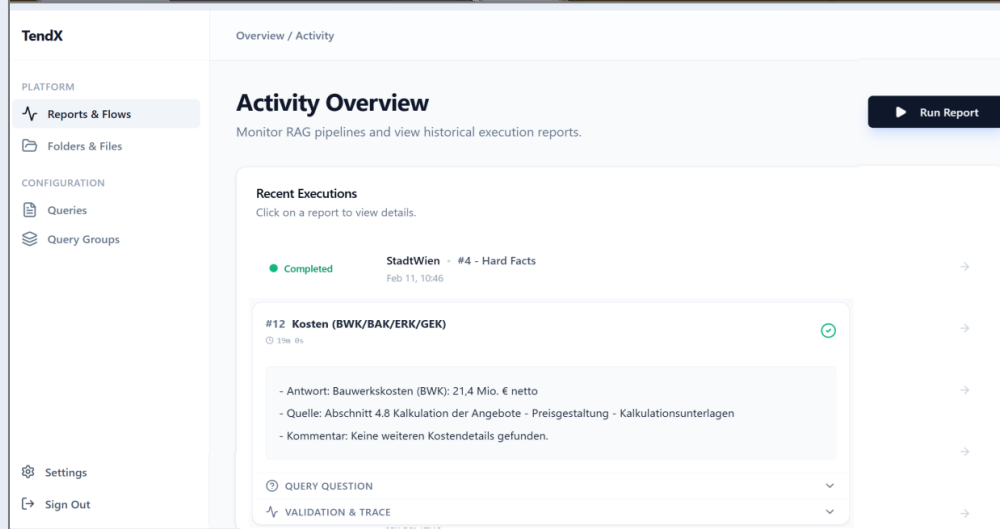 TendX
Overview / Activity
PLATFORM
Reports & Flows
Folders & Files
CONFIGURATION
Queries
Query Groups
Settings
Sign Out
Activity Overview
Monitor RAG pipelines and view historical execution reports.
Run Report
Recent Executions
Click on a report to view details.
Completed
StadtWien • #4 - Hard Facts
Feb 11, 10:46
#12 Kosten (BWK/BAK/ERK/GEK)
19m 0s
- Antwort: Bauwerkskosten (BWK): 21,4 Mio. € netto
- Quelle: Abschnitt 4.8 Kalkulation der Angebote - Preisgestaltung - Kalkulationsunterlagen
- Kommentar: Keine weiteren Kostendetails gefunden.
QUERY QUESTION
VALIDATION & TRACE